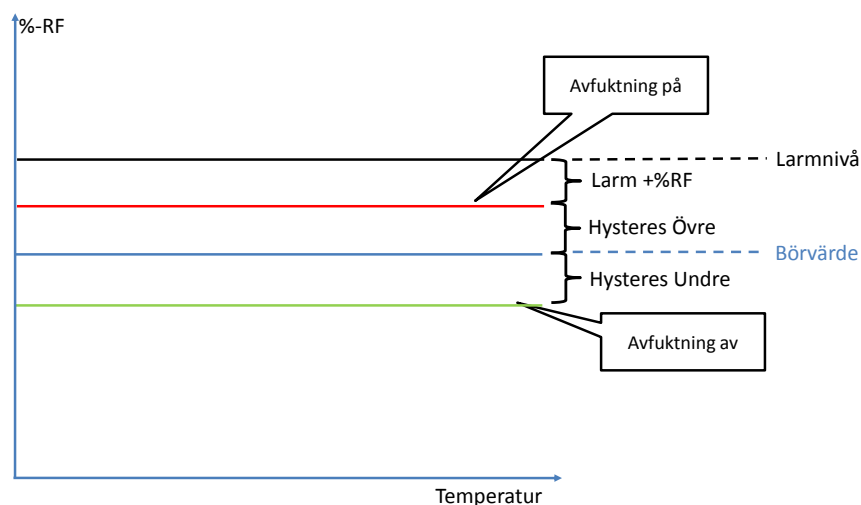 %-RF
Avfuktning på
Larmnivå
Larm +%RF
Hysteres Övre
Börvärde
Hysteres Undre
Avfuktning av
Temperatur